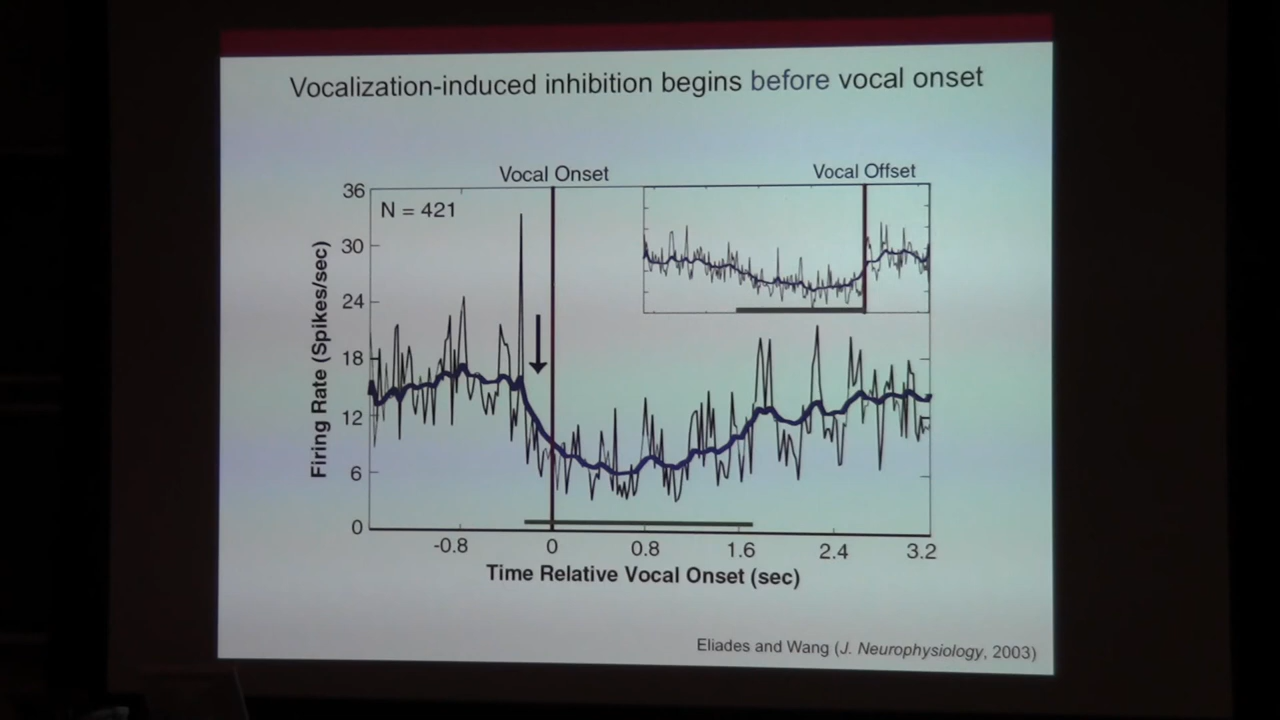 Vocalization-induced inhibition begins before vocal onset
Vocal Onset
Vocal Offset
N = 421
Firing Rate (Spikes/sec)
36
30
24
18
12
6
0
-0.8
0
0.8
1.6
2.4
3.2
Time Relative Vocal Onset (sec)
Eliades and Wang (J. Neurophysiology, 2003)